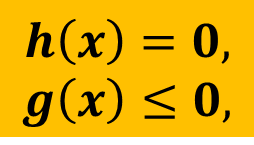 h(x) = 0,
g(x) ≤ 0,